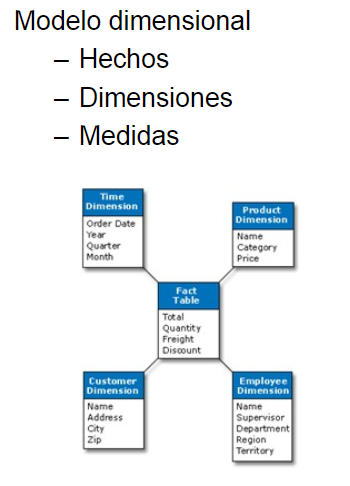 Modelo dimensional
– Hechos
– Dimensiones
– Medidas
Time
Dimension
Order Date
Year
Quarter
Month
Product
Dimension
Name
Category
Price
Fact
Table
Total
Quantity
Freight
Discount
Customer
Dimension
Name
Address
City
Zip
Employee
Dimension
Name
Supervisor
Department
Region
Territory